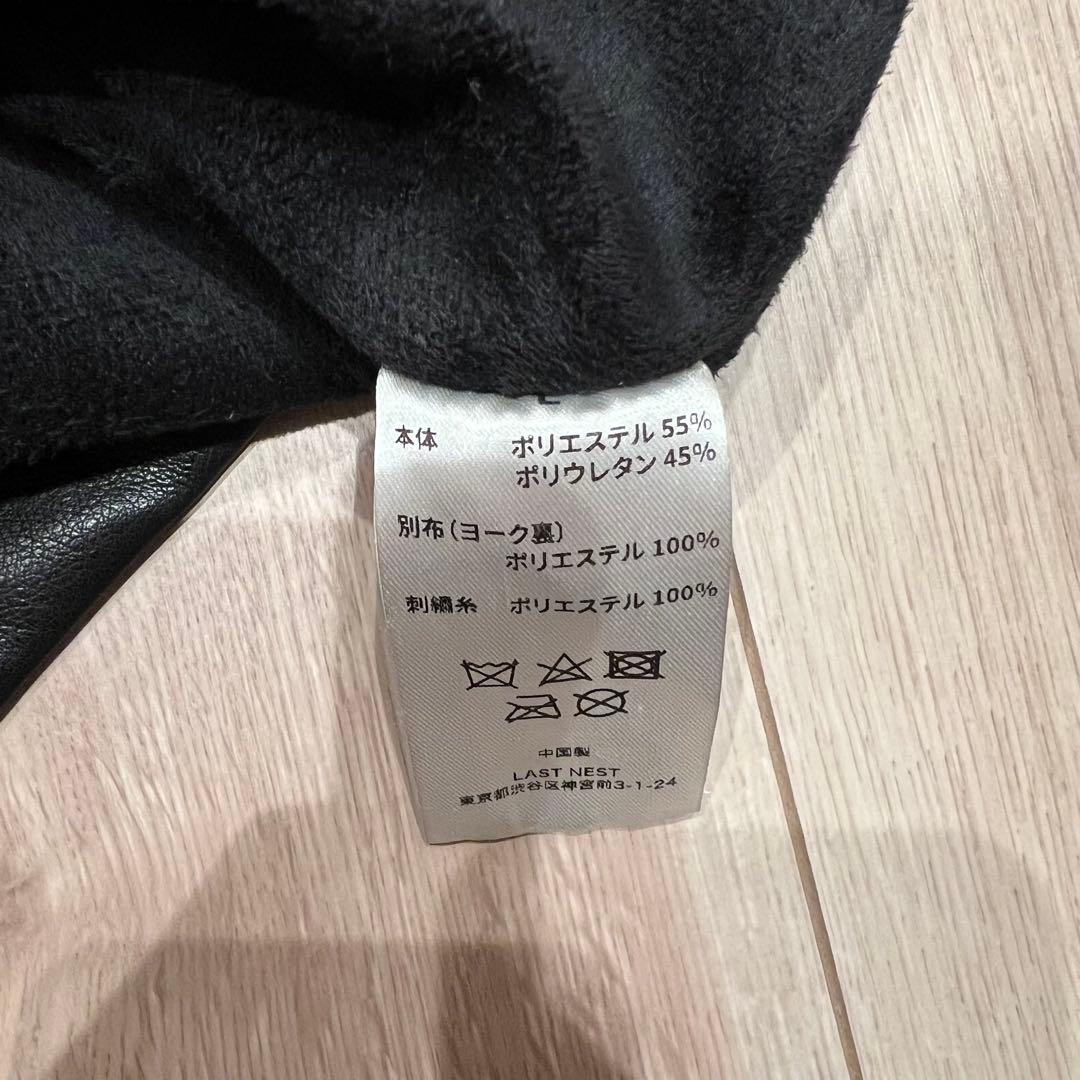 本体 ポリエステル 55%
ポリウレタン 45%
別布(ヨーク裏)
ポリエステル 100%
刺繍糸 ポリエステル 100%
中国製
LAST NEST
東京都渋谷区神宮前3-1-24